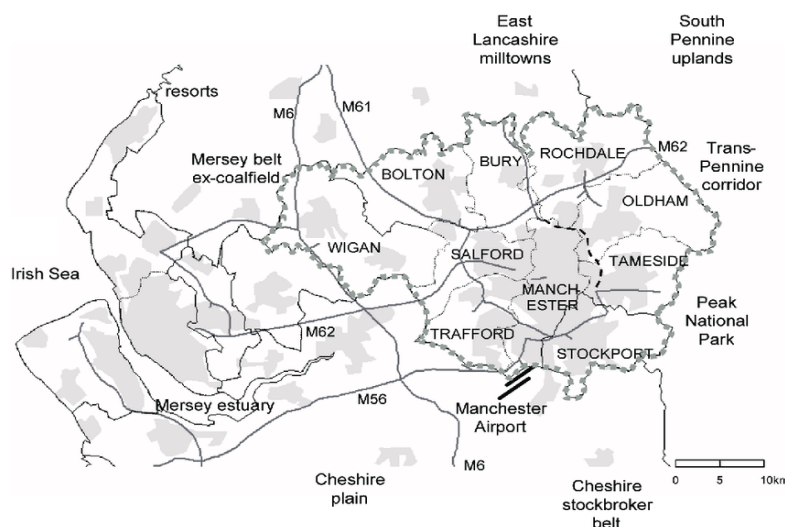 East
Lancashire
milltowns
South
Pennine
uplands
resorts
M6
M61
Mersey belt
ex-coalfield
BOLTON
BURY
ROCHDALE
M62
Trans-
Pennine
corridor
OLDHAM
WIGAN
SALFORD
TAMESIDE
Irish Sea
MANCH
ESTER
Peak
National
Park
M62
TRAFFORD
STOCKPORT
Mersey estuary
M56
Manchester
Airport
M6
Cheshire
plain
Cheshire
stockbroker
belt
0 5 10km